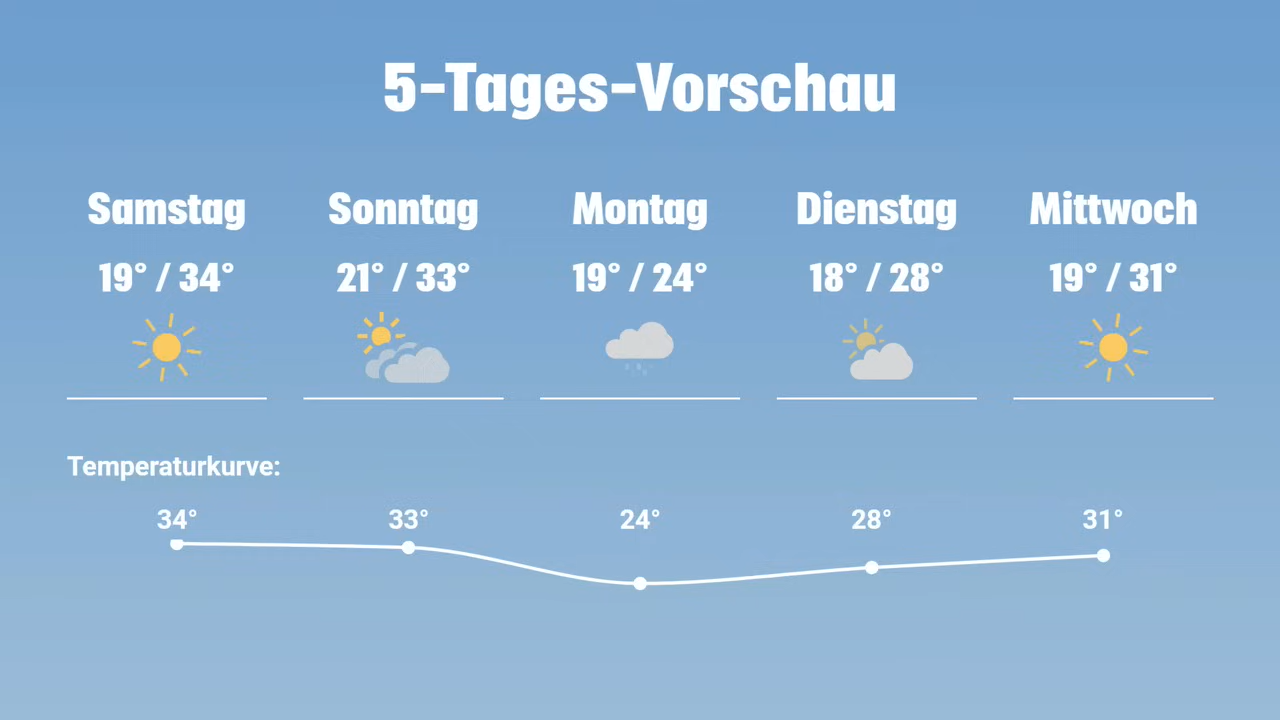 5-Tages-Vorschau
Samstag Sonntag Montag Dienstag Mittwoch
19° / 34° 21° / 33° 19° / 24° 18° / 28° 19° / 31°
Temperaturkurve:
34° 33° 24° 28° 31°